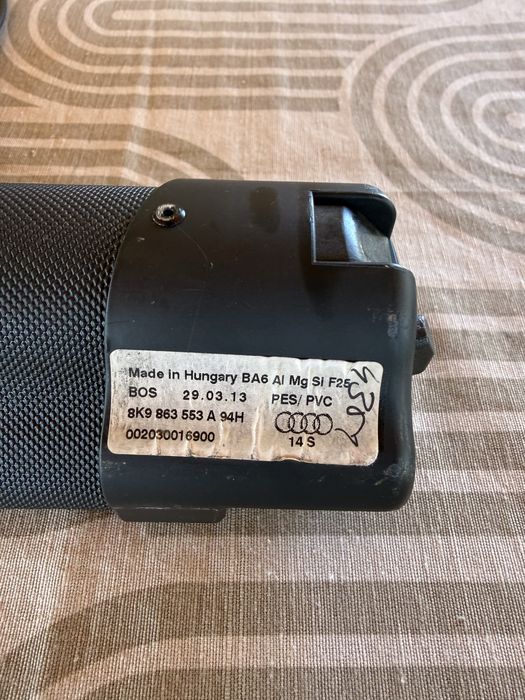 Made in Hungary BA6 Al Mg Si F25
BOS 29.03.13 PES/ PVC
8K9 863 553 A 94H
002030016900
14 S